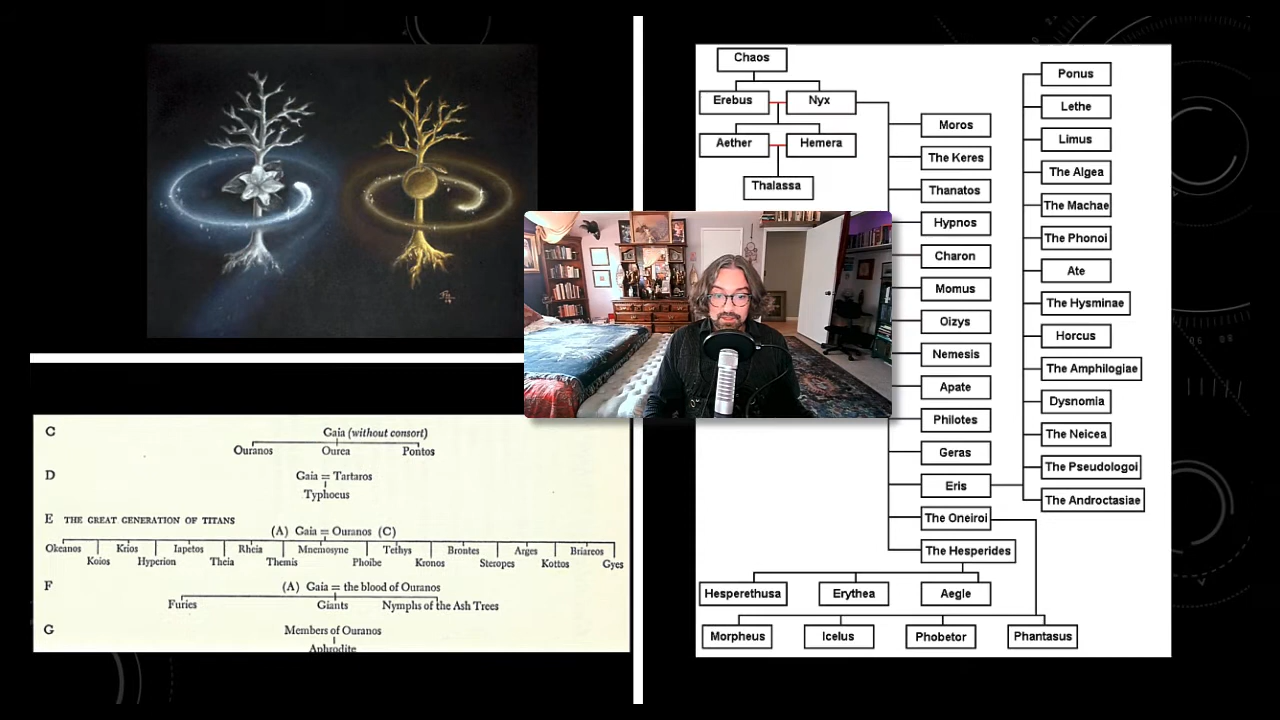 C
Gaia (without consort)
Ouranos Ourea Pontos
D
Gaia = Tartaros
Typhoeus
E THE GREAT GENERATION OF TITANS
(A) Gaia = Ouranos (C)
Okeanos Krios Iapetos Rheia Mnemosyne Tethys Brontes Arges Briareos
Koios Hyperion Theia Themis Phoibe Kronos Steropes Kottos Gyes
F
(A) Gaia = the blood of Ouranos
Furies Giants Nymphs of the Ash Trees
G
Members of Ouranos
Aphrodite
Chaos
Erebus Nyx
Aether Hemera
Thalassa
Moros
The Keres
Thanatos
Hypnos
Charon
Momus
Oizys
Nemesis
Apate
Philotes
Geras
Eris
The Oneiroi
The Hesperides
Ponus
Lethe
Limus
The Algea
The Machae
The Phonoi
Ate
The Hysminae
Horcus
The Amphilogiae
Dysnomia
The Neicea
The Pseudologoi
The Androctasiae
Hesperethusa Erythea Aegle
Morpheus Icelus Phobetor Phantasus